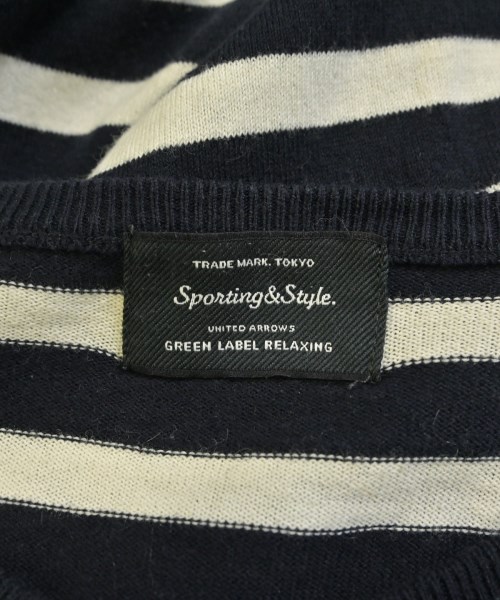 TRADE MARK. TOKYO
Sporting&Style.
UNITED ARROWS
GREEN LABEL RELAXING